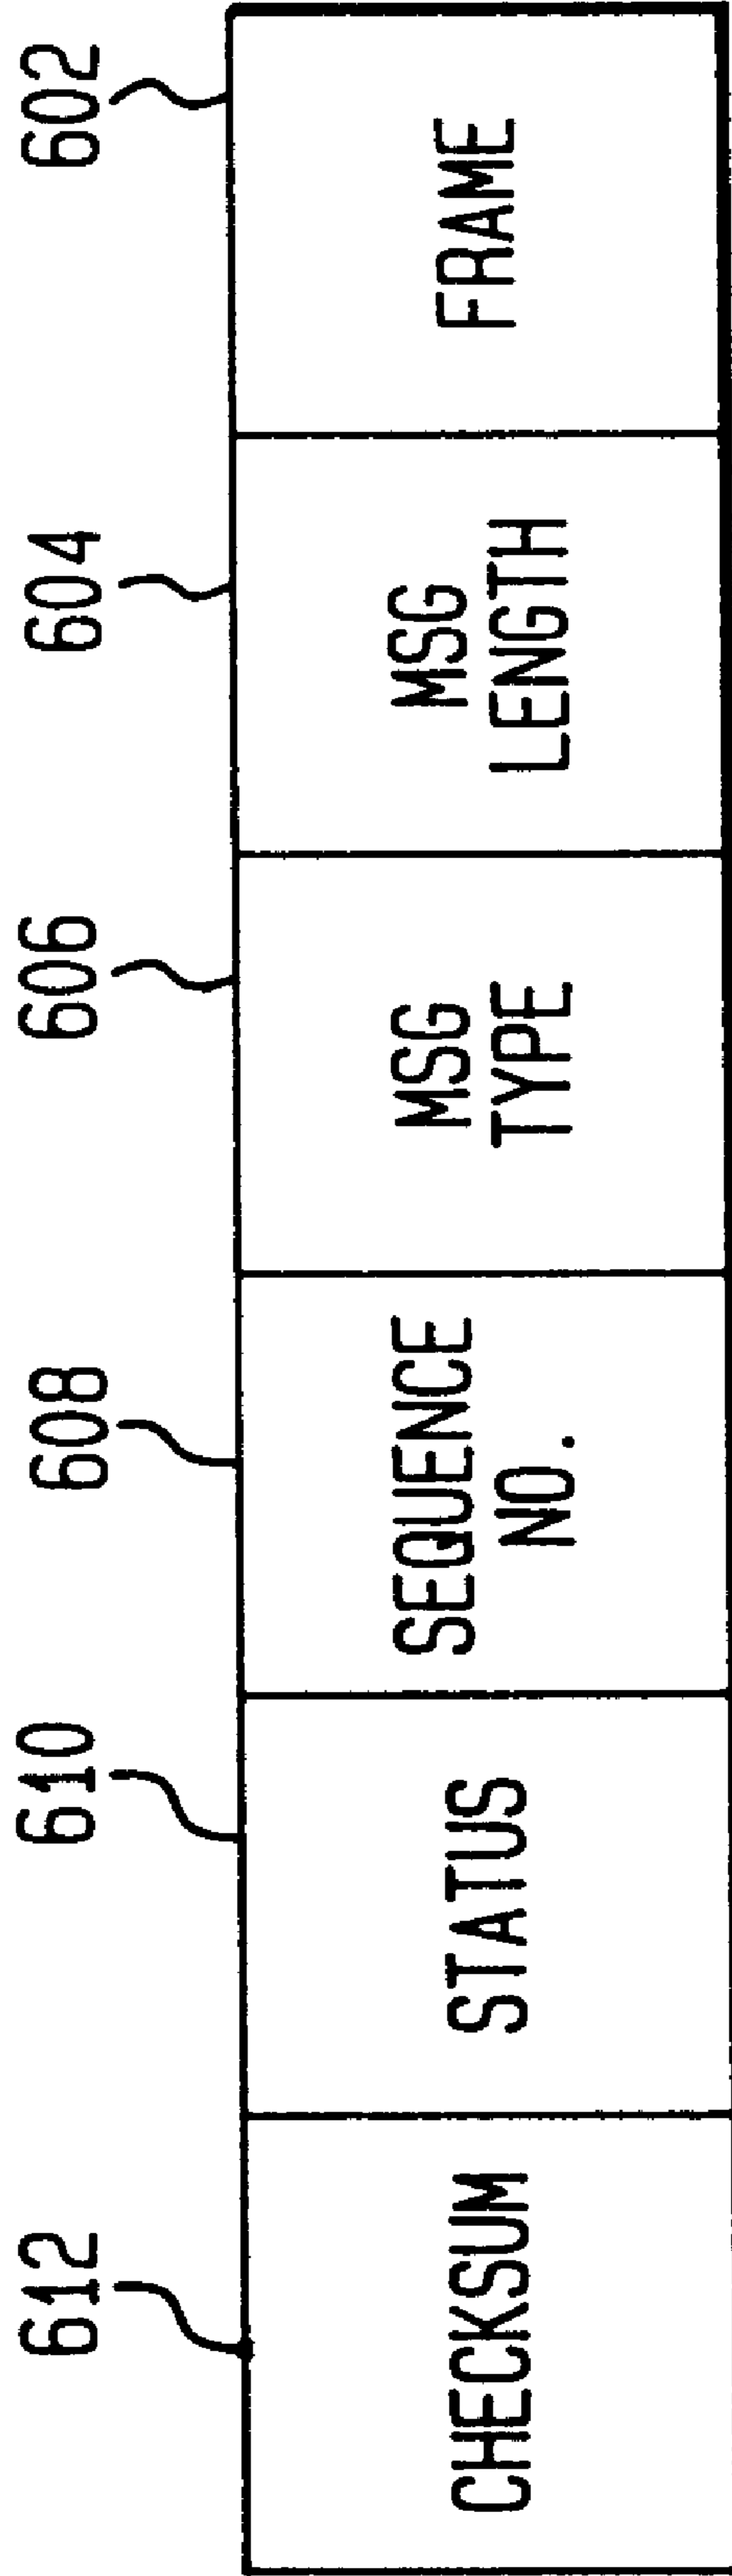 612
610
608
606
604
602
CHECKSUM
STATUS
SEQUENCE
NO.
MSG
TYPE
MSG
LENGTH
FRAME